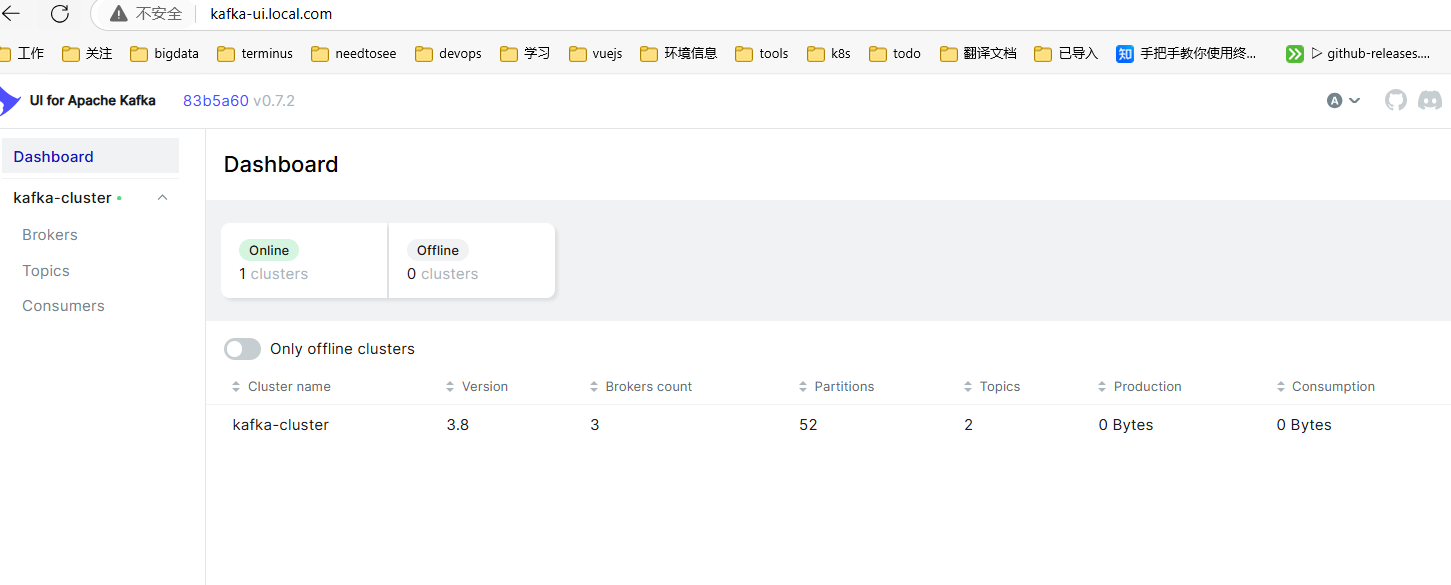 不安全 kafka-ui.local.com
工作 关注 bigdata terminus needtosee devops 学习 vuejs 环境信息 tools k8s todo 翻译文档 已导入 知 手把手教你使用终... ▷ github-releases....
UI for Apache Kafka 83b5a60 v0.7.2 A
Dashboard
kafka-cluster
Brokers
Topics
Consumers
Dashboard
Online Offline
1 clusters 0 clusters
Only offline clusters
Cluster name Version Brokers count Partitions Topics Production Consumption
kafka-cluster 3.8 3 52 2 0 Bytes 0 Bytes